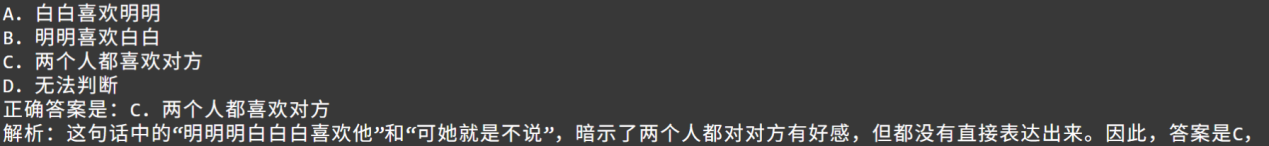 A. 白白喜欢明明
B. 明明喜欢白白
C. 两个人都喜欢对方
D. 无法判断
正确答案是：C. 两个人都喜欢对方
解析：这句话中的“明明明白白白喜欢他”和“可她就是不说”，暗示了两个人都对对方有好感，但都没有直接表达出来。因此，答案是C，